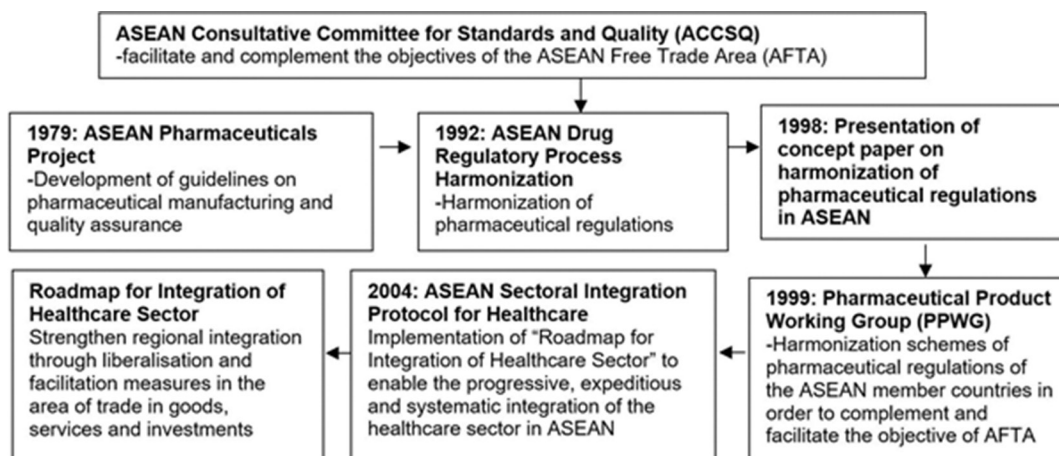 ASEAN Consultative Committee for Standards and Quality (ACCSQ)
-facilitate and complement the objectives of the ASEAN Free Trade Area (AFTA)
1979: ASEAN Pharmaceuticals
Project
-Development of guidelines on
pharmaceutical manufacturing and
quality assurance
1992: ASEAN Drug
Regulatory Process
Harmonization
-Harmonization of
pharmaceutical regulations
1998: Presentation of
concept paper on
harmonization of
pharmaceutical regulations
in ASEAN
1999: Pharmaceutical Product
Working Group (PPWG)
-Harmonization schemes of
pharmaceutical regulations of
the ASEAN member countries in
order to complement and
facilitate the objective of AFTA
2004: ASEAN Sectoral Integration
Protocol for Healthcare
Implementation of “Roadmap for
Integration of Healthcare Sector” to
enable the progressive, expeditious
and systematic integration of the
healthcare sector in ASEAN
Roadmap for Integration of
Healthcare Sector
Strengthen regional integration
through liberalisation and
facilitation measures in the
area of trade in goods,
services and investments